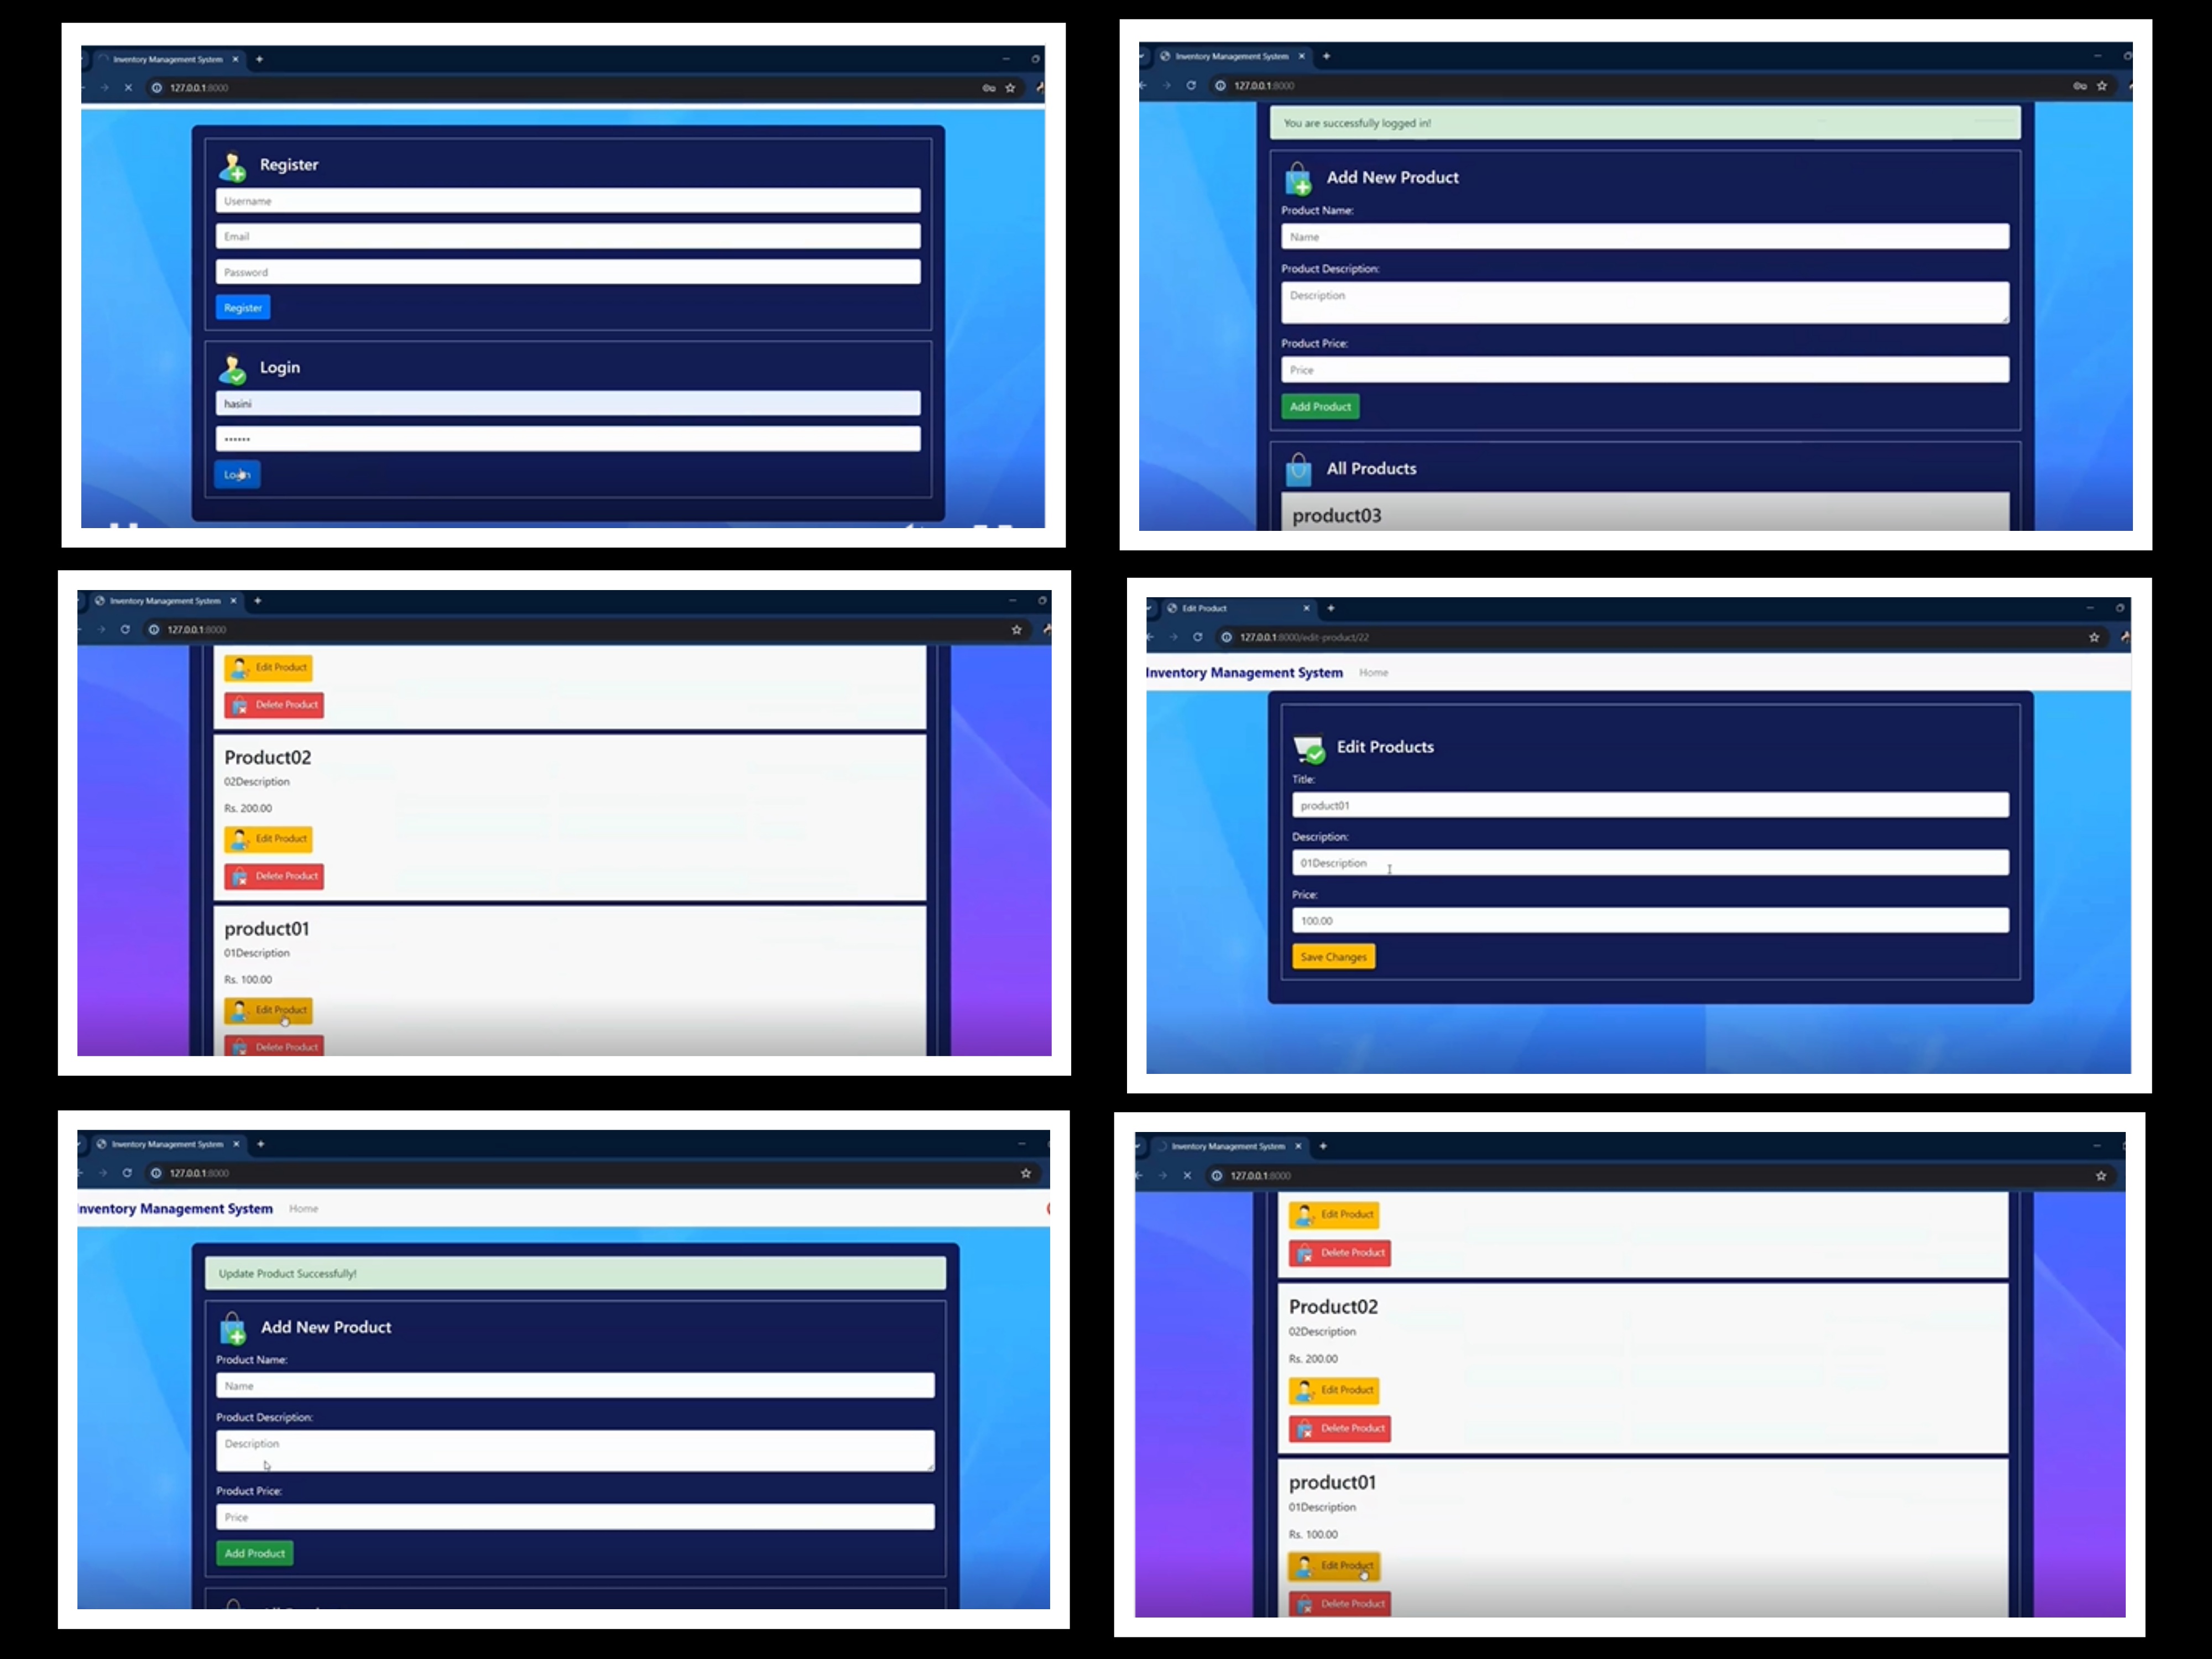 Inventory Management System
127.0.0.1:8000
Register
Username
Email
Password
Register
Login
hasini
••••••
Login
Inventory Management System
127.0.0.1:8000
You are successfully logged in!
Add New Product
Product Name:
Name
Product Description:
Description
Product Price:
Price
Add Product
All Products
product03
Inventory Management System
127.0.0.1:8000
Edit Product
Delete Product
Product02
02Description
Rs. 200.00
Edit Product
Delete Product
product01
01Description
Rs. 100.00
Edit Product
Delete Product
Edit Product
127.0.0.1:8000/edit-product/22
Inventory Management System Home
Edit Products
Title:
product01
Description:
01Description
Price:
100.00
Save Changes
Inventory Management System
127.0.0.1:8000
nventory Management System Home
Update Product Successfully!
Add New Product
Product Name:
Name
Product Description:
Description
Product Price:
Price
Add Product
Inventory Management System
127.0.0.1:8000
Edit Product
Delete Product
Product02
02Description
Rs. 200.00
Edit Product
Delete Product
product01
01Description
Rs. 100.00
Edit Product
Delete Product